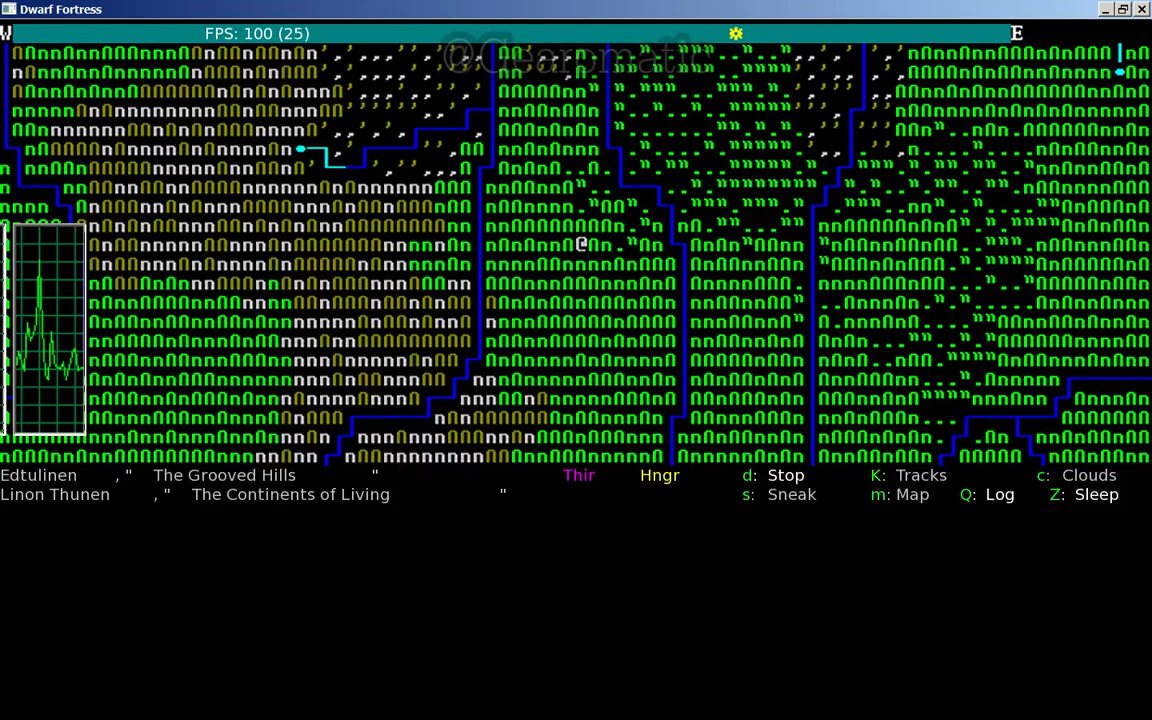 Dwarf Fortress
W FPS: 100 (25) E
@Gearomatic
@
Edtulinen , " The Grooved Hills " Thir Hngr d: Stop K: Tracks c: Clouds
Linon Thunen , " The Continents of Living " s: Sneak m: Map Q: Log Z: Sleep